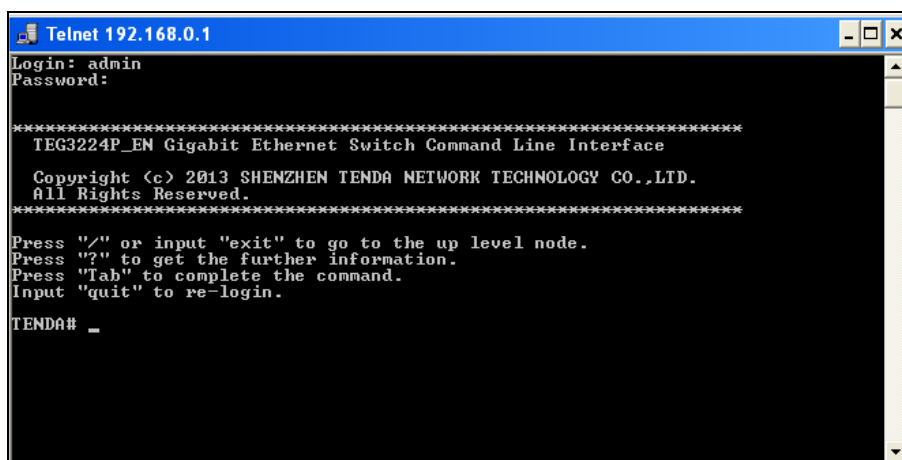 Telnet 192.168.0.1
Login: admin
Password:
*******************************************************************
TEG3224P_EN Gigabit Ethernet Switch Command Line Interface
Copyright (c) 2013 SHENZHEN TENDA NETWORK TECHNOLOGY CO.,LTD.
All Rights Reserved.
*******************************************************************
Press "/" or input "exit" to go to the up level node.
Press "?" to get the further information.
Press "Tab" to complete the command.
Input "quit" to re-login.
TENDA# _